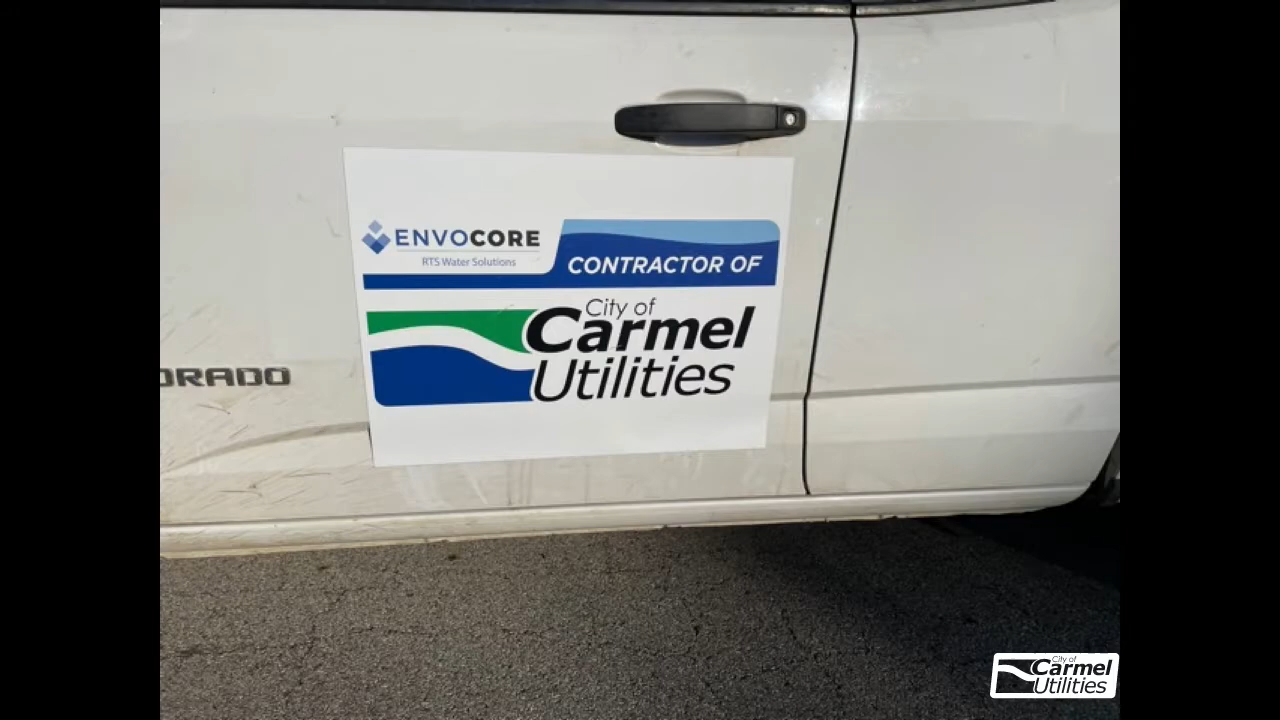 ENVOCORE
RTS Water Solutions
CONTRACTOR OF
City of
Carmel
Utilities
ORADO
City of
Carmel
Utilities